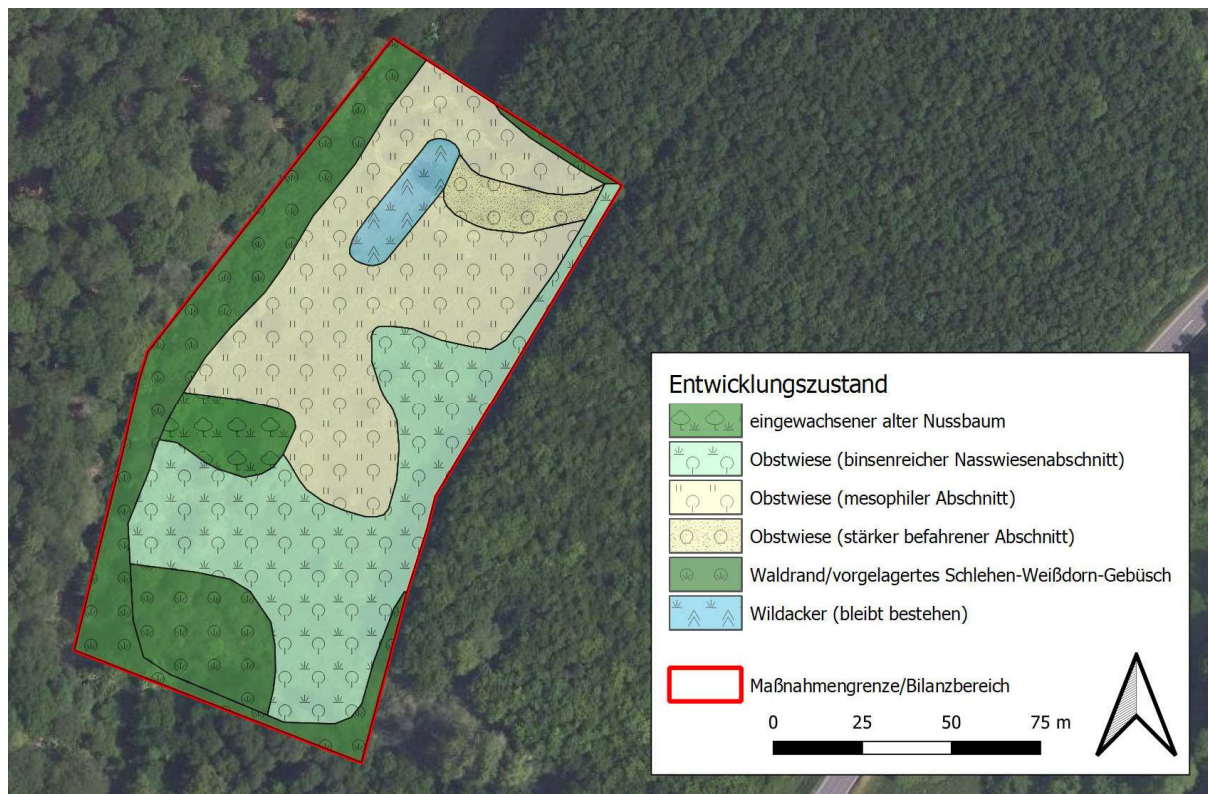 Entwicklungszustand
eingewachsener alter Nussbaum
Obstwiese (binsenreicher Nasswiesenabschnitt)
Obstwiese (mesophiler Abschnitt)
Obstwiese (stärker befahrener Abschnitt)
Waldrand/vorgelagertes Schlehen-Weißdorn-Gebüsch
Wildacker (bleibt bestehen)
Maßnahmengrenze/Bilanzbereich
0 25 50 75 m